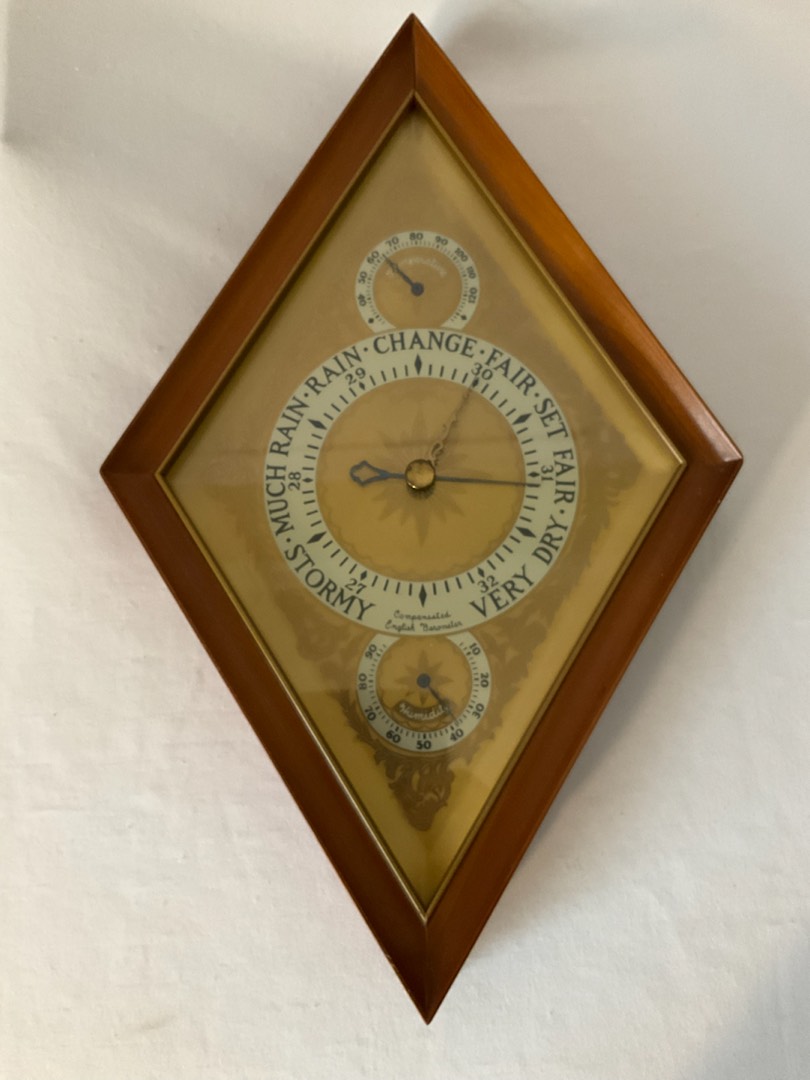 40 50 60 70 80 90 100 110 120
Temperature
STORMY · MUCH RAIN · RAIN · CHANGE · FAIR · SET FAIR · VERY DRY
27 28 29 30 31 32
Compensated
English Barometer
10 20 30 40 50 60 70 80 90
Humidity